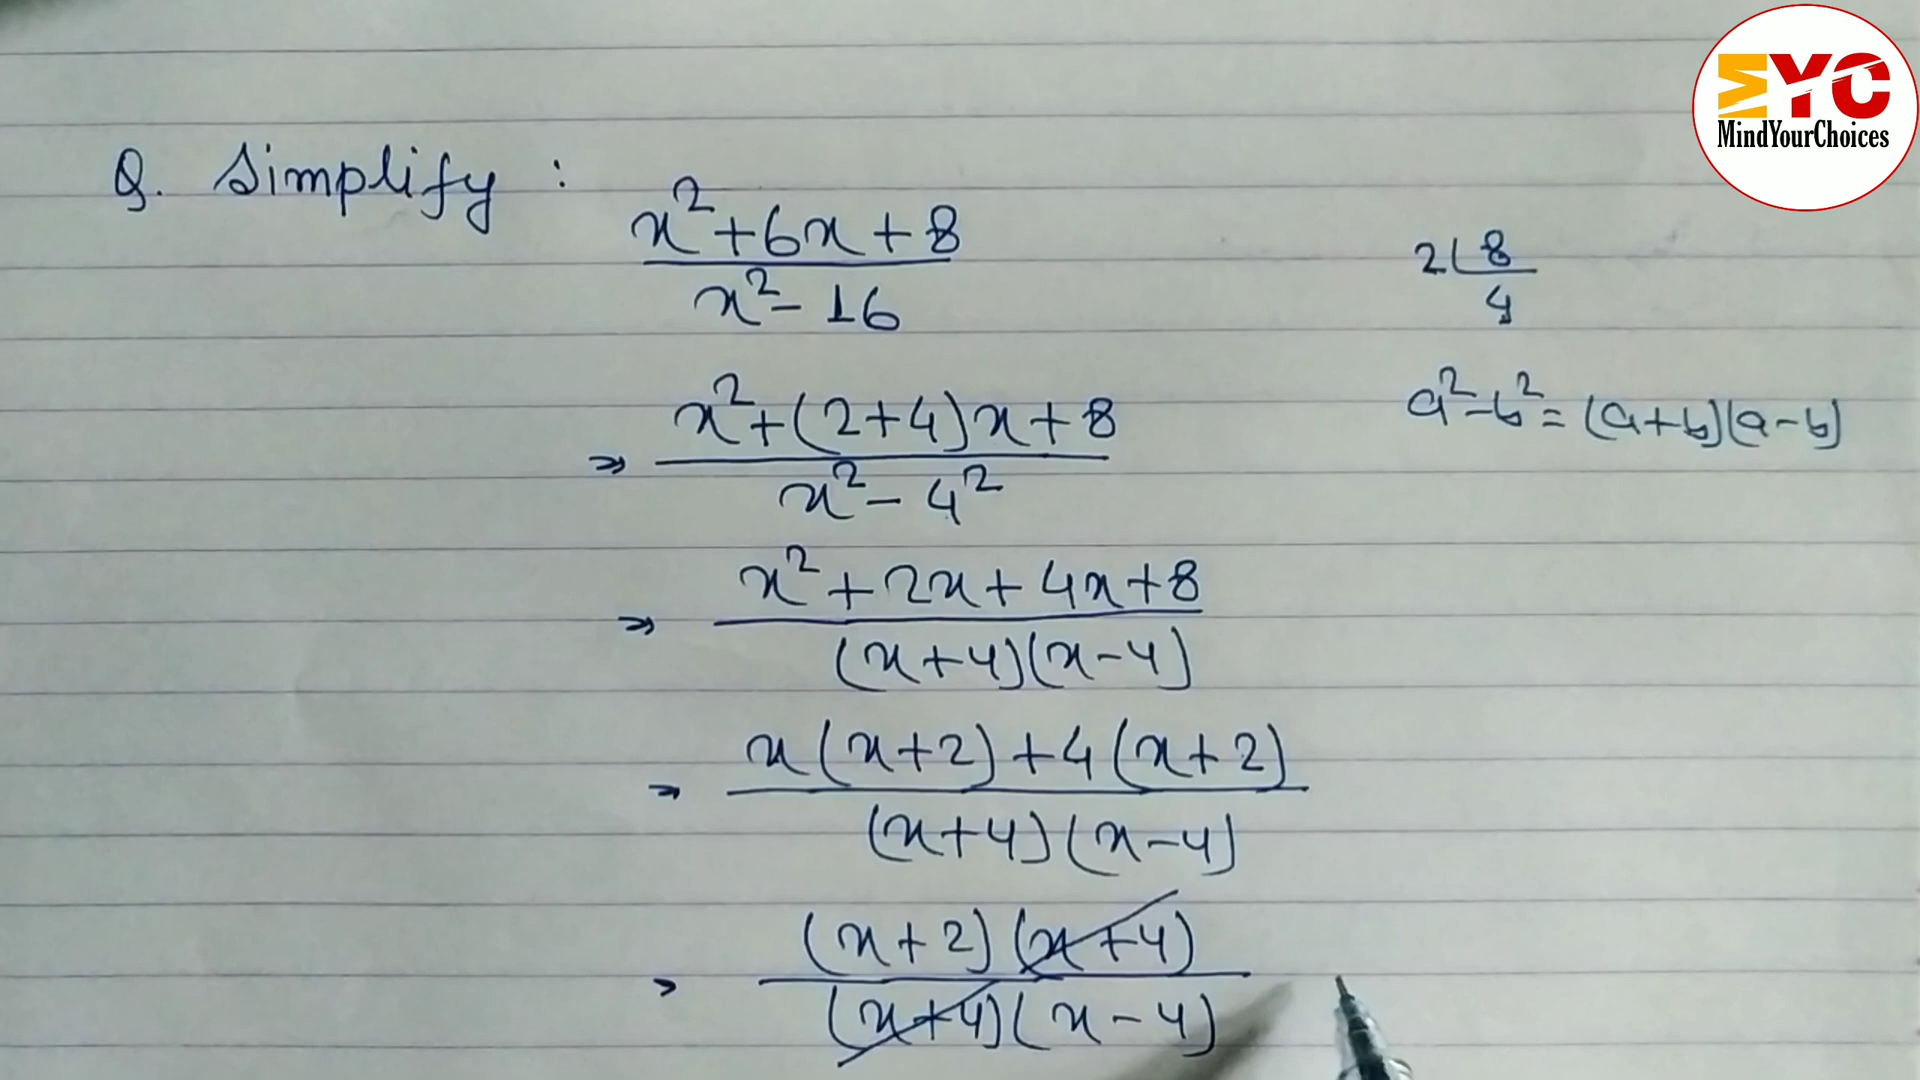 Q. Simplify :
x²+6x+8
x²-16
⇒ x²+(2+4)x+8
x²-4²
⇒ x²+2x+4x+8
(x+4)(x-4)
⇒ x(x+2)+4(x+2)
(x+4)(x-4)
⇒ (x+2)(x+4)
(x+4)(x-4)
2 8
4
a²-b²=(a+b)(a-b)
MYC
MindYourChoices